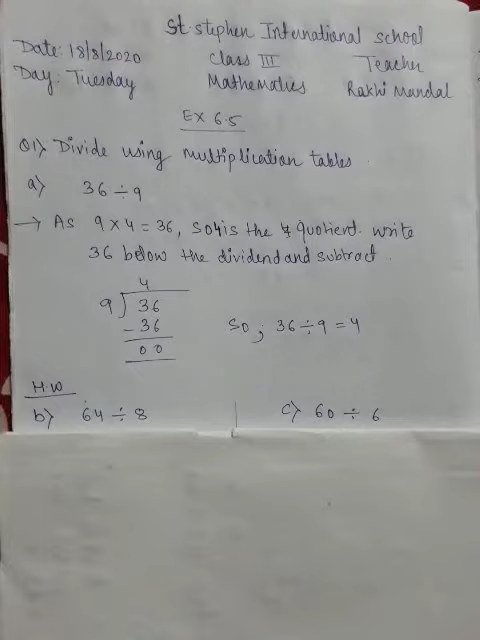 St. stephen International school
Date: 18/8/2020 Class III Teacher
Day: Tuesday Mathematics Rakhi Mandal
EX 6.5
Q1) Divide using multiplication tables.
a) 36 ÷ 9
→ As 9 × 4 = 36, So 4 is the quotient. write
36 below the dividend and subtract.
4
9) 36
- 36 So, 36 ÷ 9 = 4
00
H.W
b) 64 ÷ 8 c) 60 ÷ 6